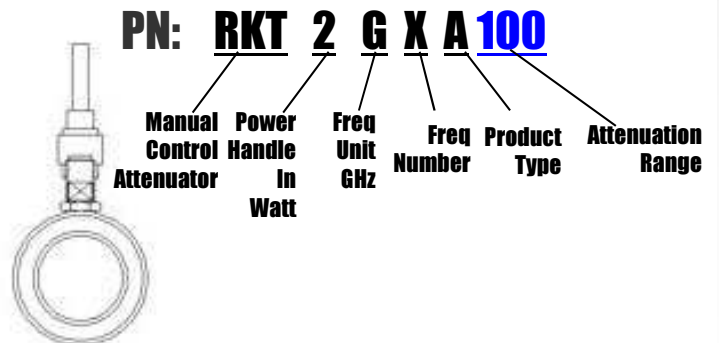 PN: RKT 2 G X A 100
Manual
Control
Attenuator
Power
Handle
In
Watt
Freq
Unit
GHz
Freq
Number
Product
Type
Attenuation
Range